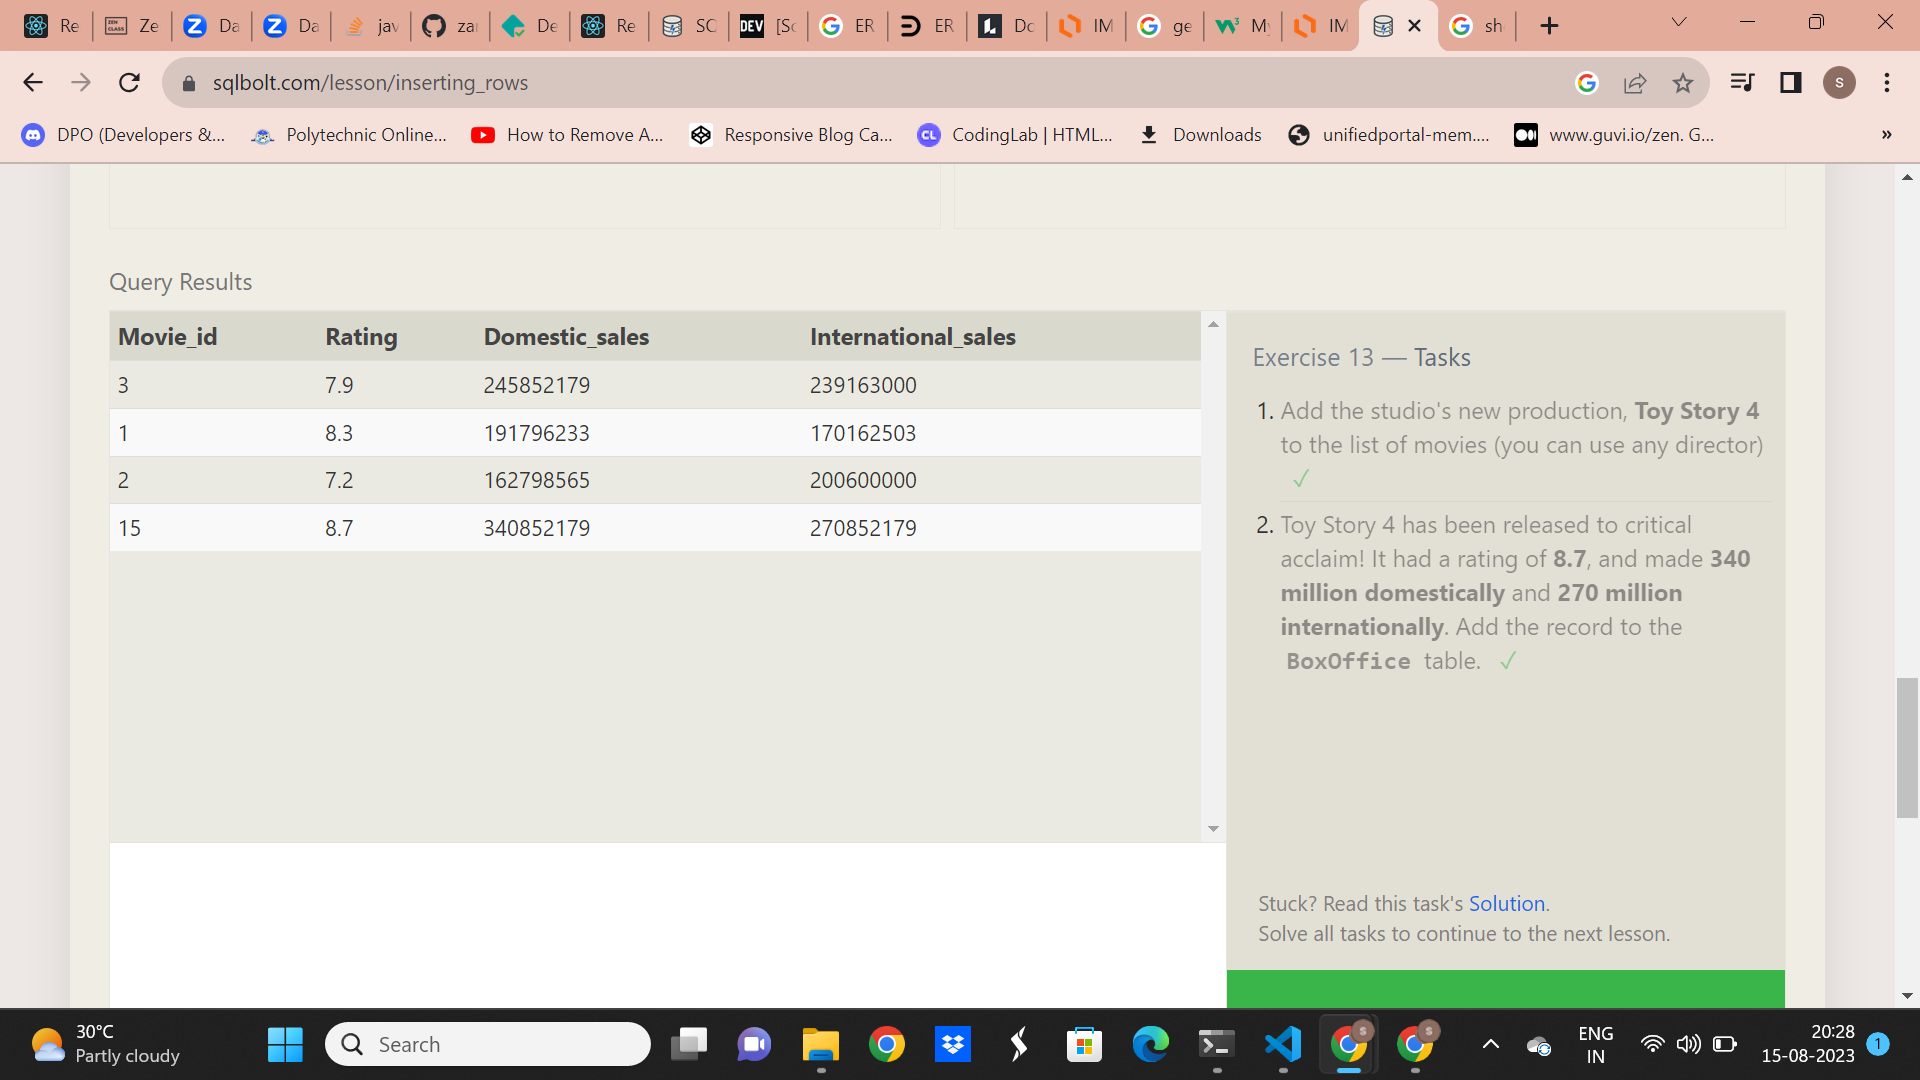 Re
Ze
Da
Da
jav
zar
De
Re
SQ
DEV [So
ER
ER
Dc
IM
ge
My
IM
sh
sqlbolt.com/lesson/inserting_rows
S
DPO (Developers &...
Polytechnic Online...
How to Remove A...
Responsive Blog Ca...
CL CodingLab | HTML...
Downloads
unifiedportal-mem....
www.guvi.io/zen. G...
»
Query Results
Movie_id Rating Domestic_sales International_sales
3 7.9 245852179 239163000
1 8.3 191796233 170162503
2 7.2 162798565 200600000
15 8.7 340852179 270852179
Exercise 13 — Tasks
1. Add the studio's new production, Toy Story 4
to the list of movies (you can use any director)
✓
2. Toy Story 4 has been released to critical
acclaim! It had a rating of 8.7, and made 340
million domestically and 270 million
internationally. Add the record to the
BoxOffice table. ✓
Stuck? Read this task's Solution.
Solve all tasks to continue to the next lesson.
30°C
Partly cloudy
Search
ENG
IN
20:28
15-08-2023
1